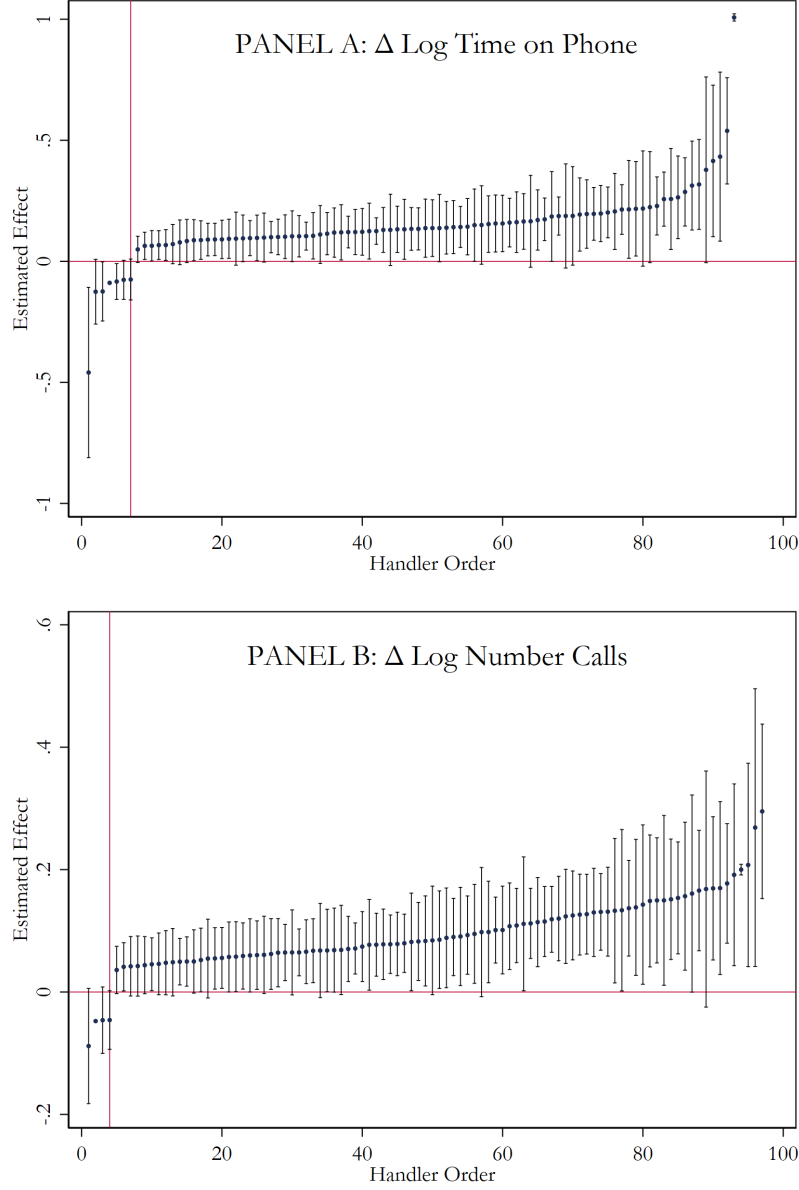 PANEL A: Δ Log Time on Phone
Estimated Effect
1
.5
0
-.5
-1
0 20 40 60 80 100
Handler Order
PANEL B: Δ Log Number Calls
Estimated Effect
.6
.4
.2
0
-.2
0 20 40 60 80 100
Handler Order